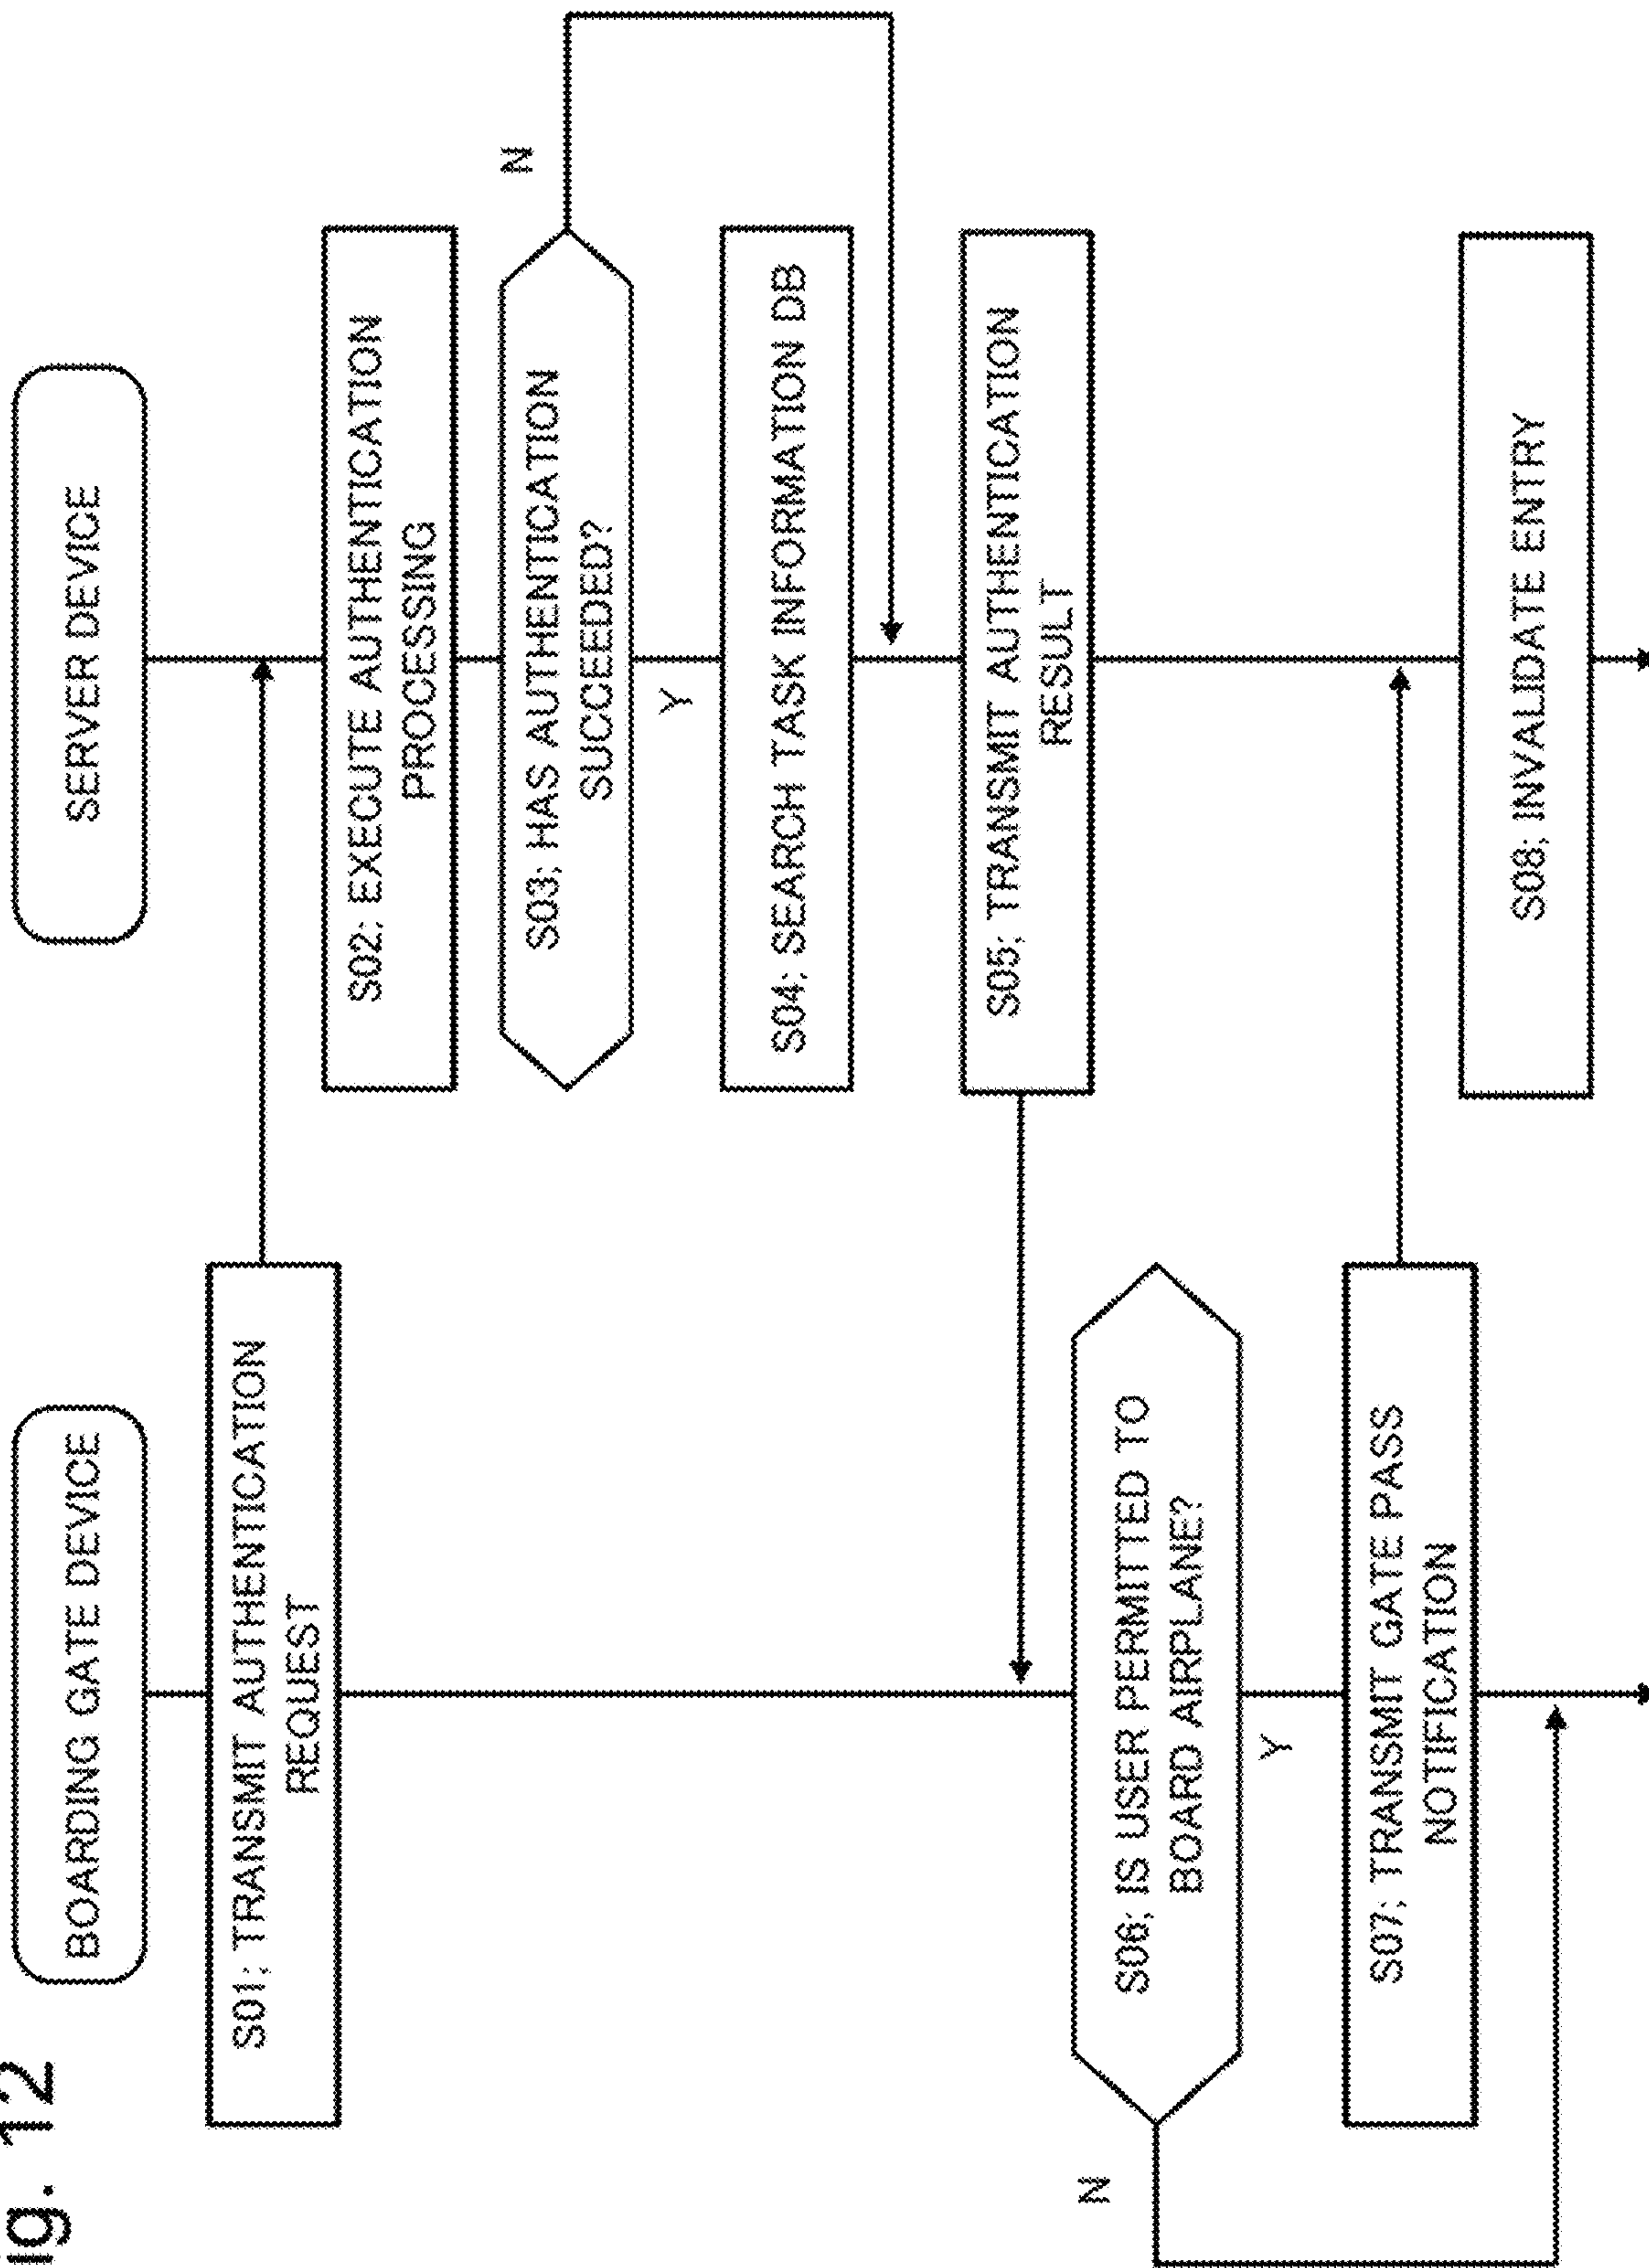 ig. 12
BOARDING GATE DEVICE
SERVER DEVICE
S01; TRANSMIT AUTHENTICATION
REQUEST
S02; EXECUTE AUTHENTICATION
PROCESSING
S03; HAS AUTHENTICATION
SUCCEEDED?
N
Y
S04; SEARCH TASK INFORMATION DB
S05; TRANSMIT AUTHENTICATION
RESULT
S06; IS USER PERMITTED TO
BOARD AIRPLANE?
N
Y
S07; TRANSMIT GATE PASS
NOTIFICATION
S08; INVALIDATE ENTRY